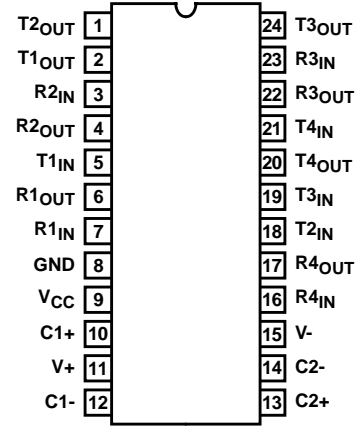 T2OUT 1 24 T3OUT
T1OUT 2 23 R3IN
R2IN 3 22 R3OUT
R2OUT 4 21 T4IN
T1IN 5 20 T4OUT
R1OUT 6 19 T3IN
R1IN 7 18 T2IN
GND 8 17 R4OUT
VCC 9 16 R4IN
C1+ 10 15 V-
V+ 11 14 C2-
C1- 12 13 C2+